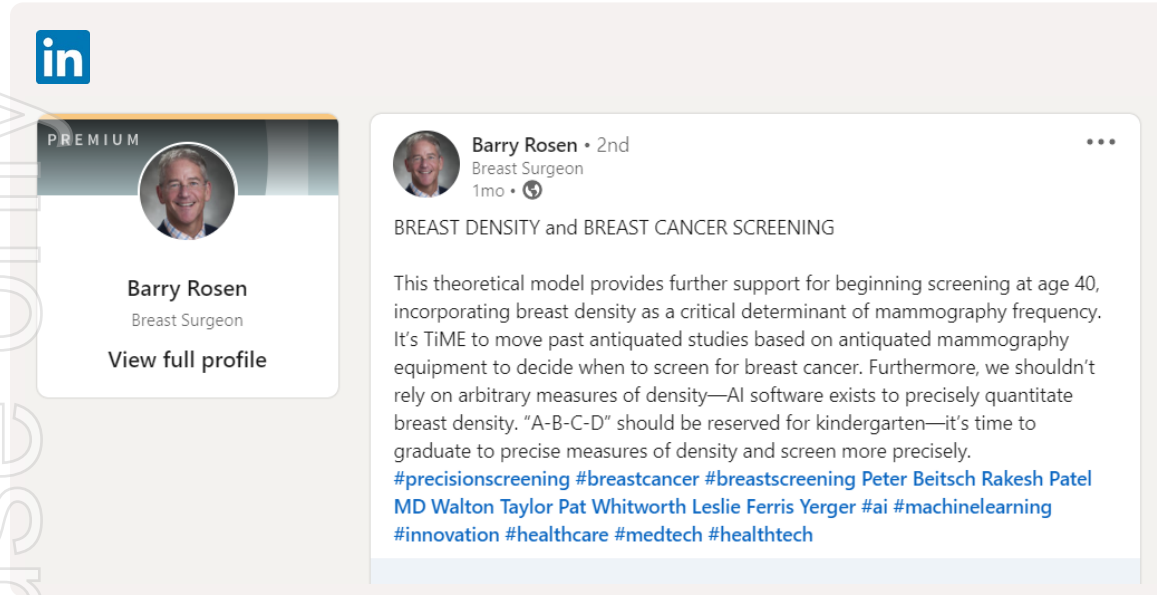 in
PREMIUM
Barry Rosen
Breast Surgeon
View full profile
Barry Rosen • 2nd
Breast Surgeon
1mo •
BREAST DENSITY and BREAST CANCER SCREENING
This theoretical model provides further support for beginning screening at age 40,
incorporating breast density as a critical determinant of mammography frequency.
It’s TiME to move past antiquated studies based on antiquated mammography
equipment to decide when to screen for breast cancer. Furthermore, we shouldn’t
rely on arbitrary measures of density—AI software exists to precisely quantitate
breast density. “A-B-C-D” should be reserved for kindergarten—it’s time to
graduate to precise measures of density and screen more precisely.
#precisionscreening #breastcancer #breastscreening Peter Beitsch Rakesh Patel
MD Walton Taylor Pat Whitworth Leslie Ferris Yerger #ai #machinelearning
#innovation #healthcare #medtech #healthtech